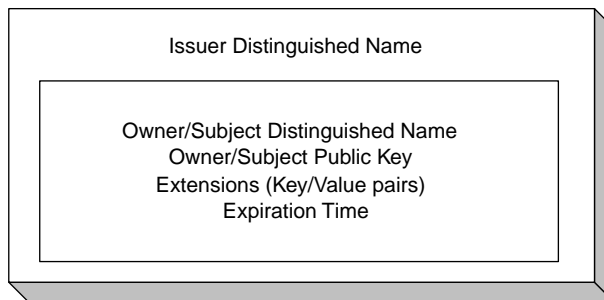 Issuer Distinguished Name
Owner/Subject Distinguished Name
Owner/Subject Public Key
Extensions (Key/Value pairs)
Expiration Time